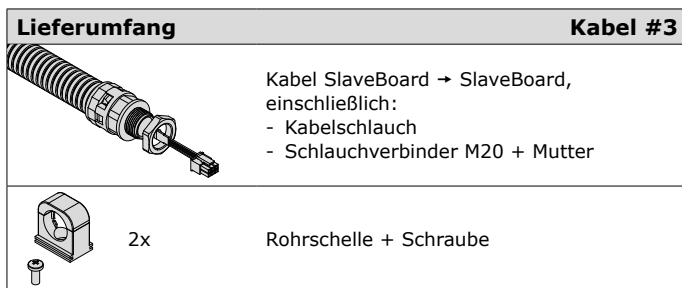 Lieferumfang Kabel #3
Kabel SlaveBoard → SlaveBoard,
einschließlich:
- Kabelschlauch
- Schlauchverbinder M20 + Mutter
2x Rohrschelle + Schraube